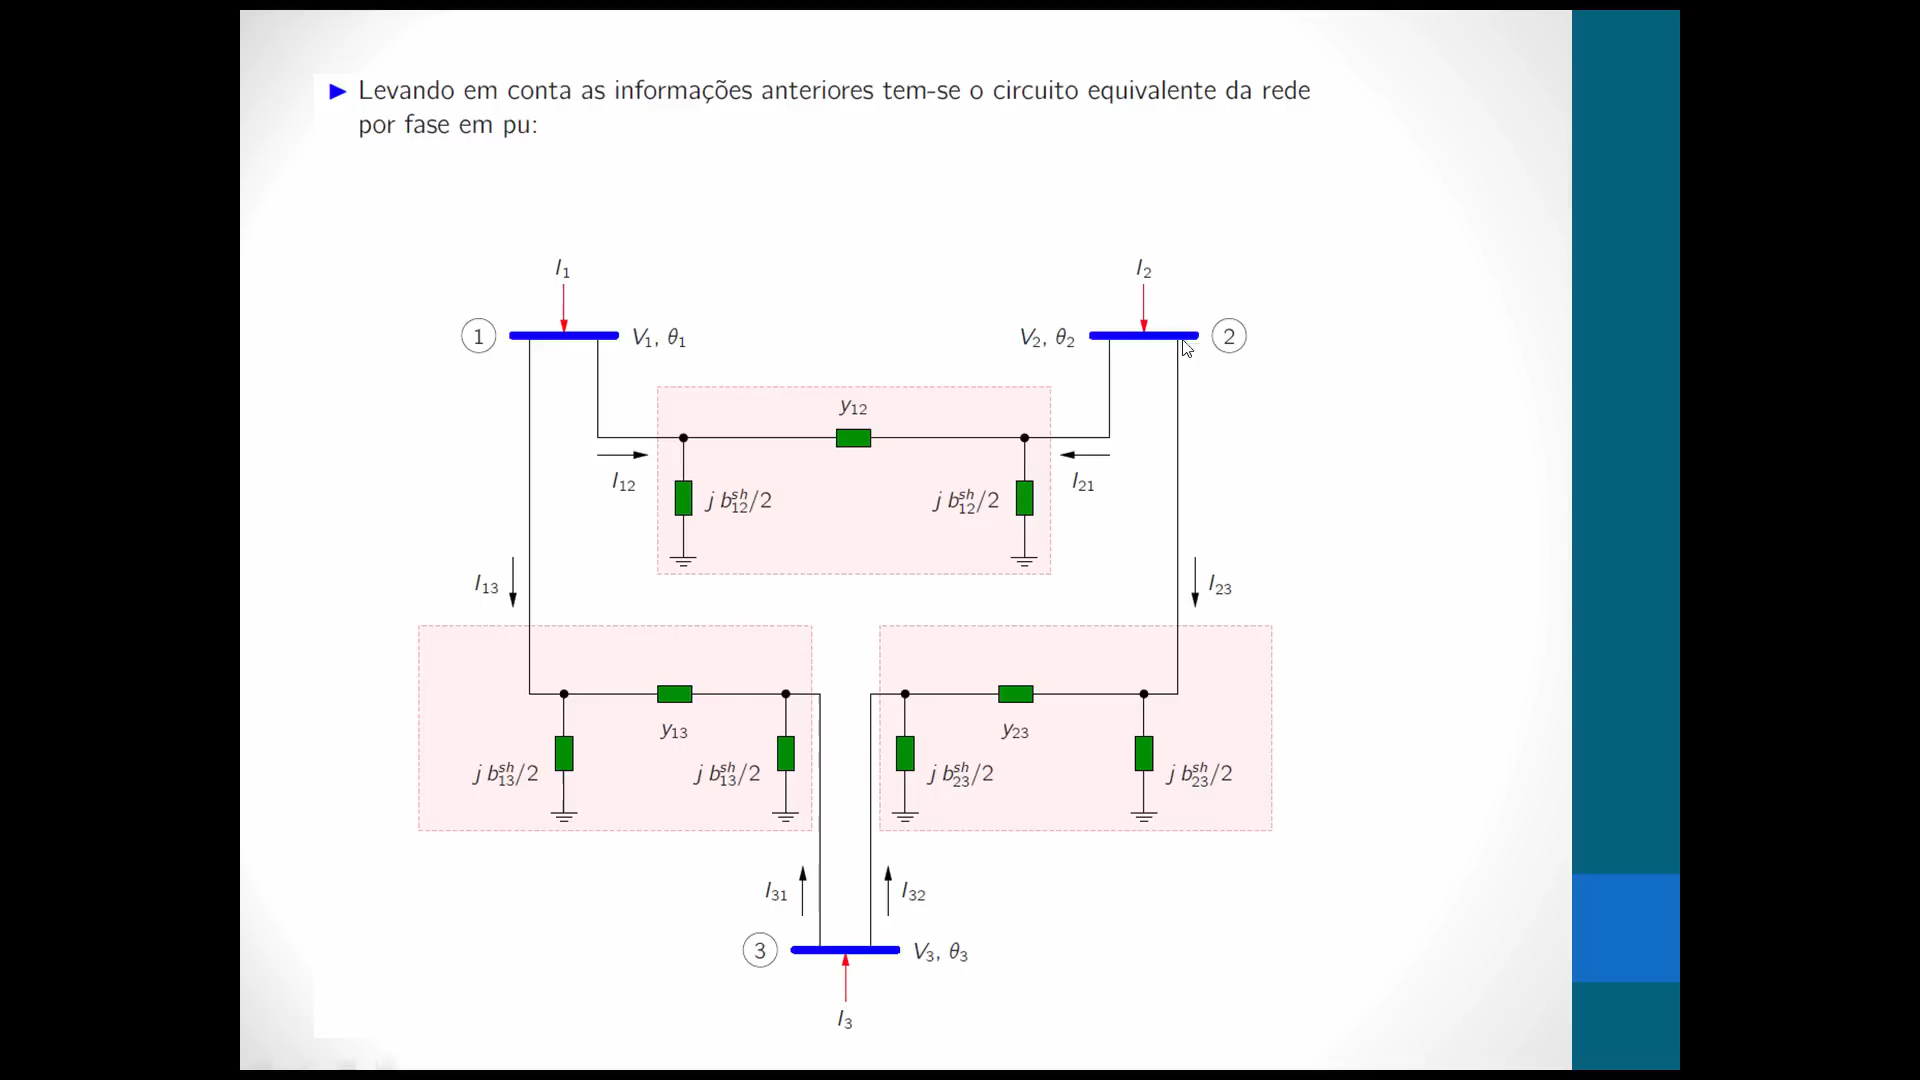 Levando em conta as informações anteriores tem-se o circuito equivalente da rede
por fase em pu:
I₁
I₂
1
V₁, θ₁
V₂, θ₂
2
y₁₂
I₁₂
j b₁₂ˢʰ/2
j b₁₂ˢʰ/2
I₂₁
I₁₃
I₂₃
y₁₃
y₂₃
j b₁₃ˢʰ/2
j b₁₃ˢʰ/2
j b₂₃ˢʰ/2
j b₂₃ˢʰ/2
I₃₁
I₃₂
3
V₃, θ₃
I₃